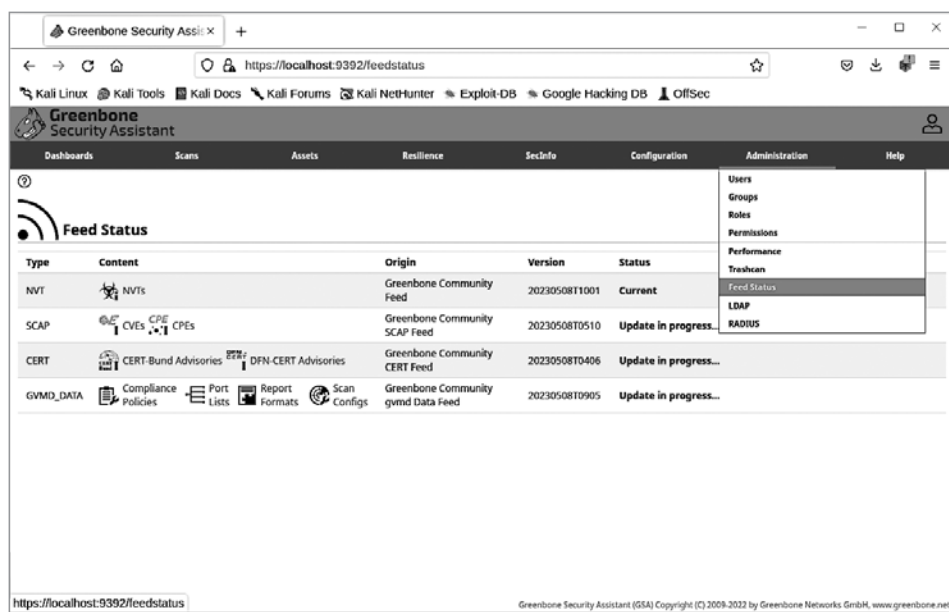 Greenbone Security Assi
https://localhost:9392/feedstatus
Kali Linux Kali Tools Kali Docs Kali Forums Kali NetHunter Exploit-DB Google Hacking DB OffSec
Greenbone
Security Assistant
Dashboards Scans Assets Resilience SecInfo Configuration Administration Help
Users
Groups
Roles
Permissions
Performance
Trashcan
Feed Status
LDAP
RADIUS
Feed Status
Type Content Origin Version Status
NVT NVTs Greenbone Community Feed 20230508T1001 Current
SCAP CVEs CPE CPEs Greenbone Community SCAP Feed 20230508T0510 Update in progress...
CERT CERT-Bund Advisories DFN-CERT Advisories Greenbone Community CERT Feed 20230508T0406 Update in progress...
GVMD_DATA Compliance Policies Port Lists Report Formats Scan Configs Greenbone Community gvmd Data Feed 20230508T0905 Update in progress...
https://localhost:9392/feedstatus
Greenbone Security Assistant (GSA) Copyright (C) 2009-2022 by Greenbone Networks GmbH, www.greenbone.net